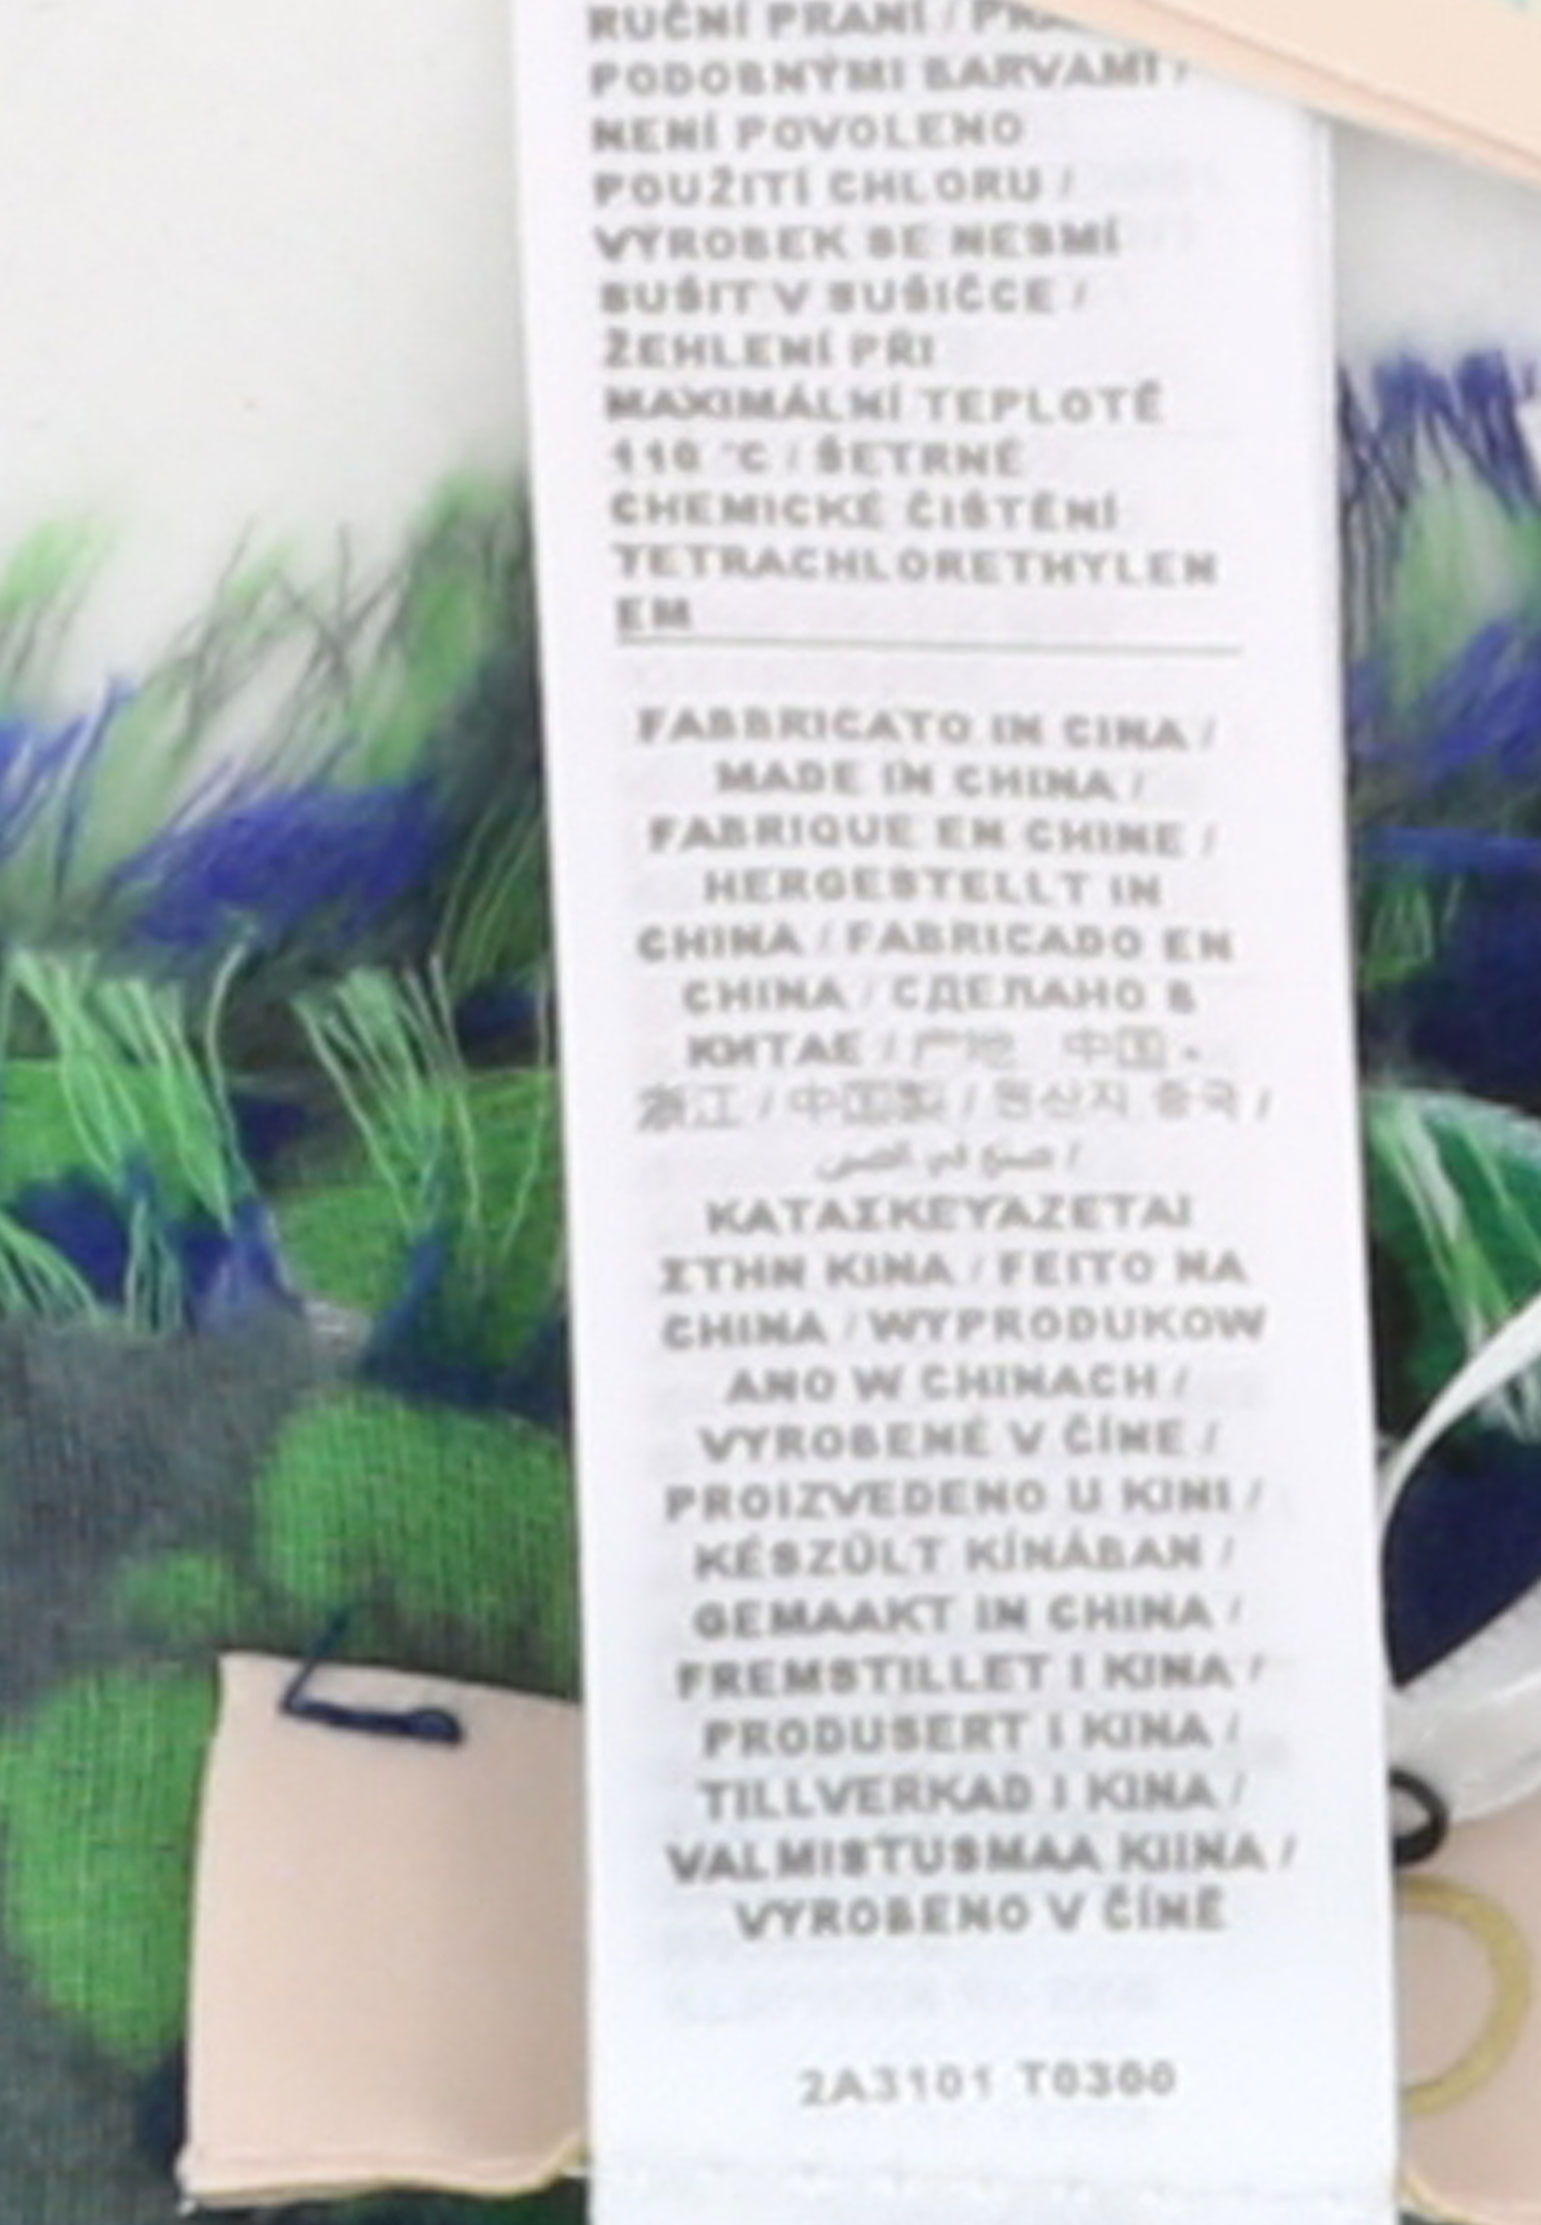 RUČNÍ PRANÍ /
PODOBNÝMI BARVAMI /
NENÍ POVOLENO
POUŽITÍ CHLORU /
VÝROBEK SE NESMÍ
SUŠIT V SUŠIČCE /
ŽEHLENÍ PŘI
MAXIMÁLNÍ TEPLOTĚ
110 °C / ŠETRNÉ
CHEMICKÉ ČIŠTĚNÍ
TETRACHLORETHYLEN
EM
FABBRICATO IN CINA /
MADE IN CHINA /
FABRIQUE EN CHINE /
HERGESTELLT IN
CHINA / FABRICADO EN
CHINA / СДЕЛАНО В
КИТАЕ / 产地 中国 -
浙江 / 中国製 / 원산지 중국 /
صنع في الصين /
ΚΑΤΑΣΚΕΥΑΖΕΤΑΙ
ΣΤΗΝ ΚΙΝΑ / FEITO NA
CHINA / WYPRODUKOW
ANO W CHINACH /
VYROBENÉ V ČÍNE /
PROIZVEDENO U KINI /
KÉSZÜLT KÍNÁBAN /
GEMAAKT IN CHINA /
FREMSTILLET I KINA /
PRODUSERT I KINA /
TILLVERKAD I KINA /
VALMISTUSMAA KIINA /
VYROBENO V ČÍNĚ
2A3101 T0300